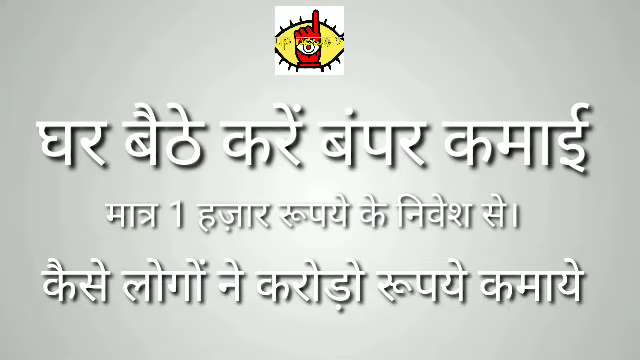 घर बैठे करें बंपर कमाई
मात्र 1 हज़ार रूपये के निवेश से।
कैसे लोगों ने करोड़ो रूपये कमाये